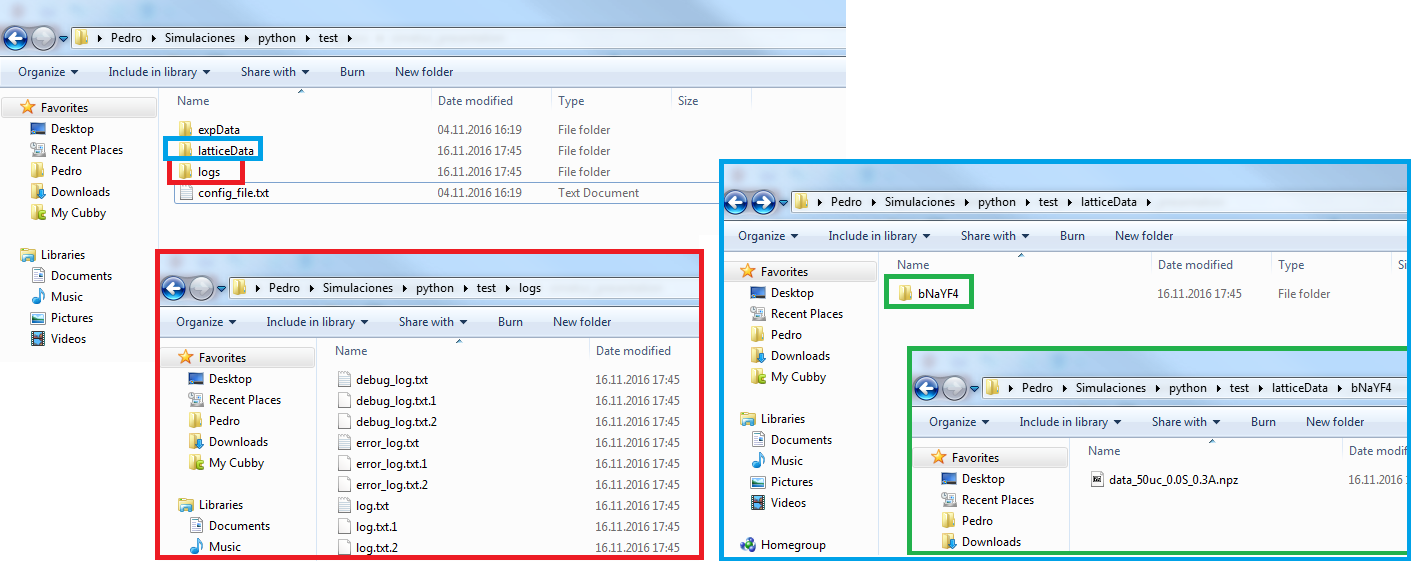 Pedro Simulaciones python test
Organize Include in library Share with Burn New folder
Name Date modified Type Size
Favorites
Desktop
Recent Places
Pedro
Downloads
My Cubby
Libraries
Documents
Music
Pictures
Videos
expData 04.11.2016 16:19 File folder
latticeData 16.11.2016 17:45 File folder
logs 16.11.2016 17:45 File folder
config_file.txt 04.11.2016 16:19 Text Document
Pedro Simulaciones python test logs
Organize Include in library Share with Burn New folder
Name Date modified
Favorites
Desktop
Recent Places
Pedro
Downloads
My Cubby
Libraries
Documents
Music
debug_log.txt 16.11.2016 17:45
debug_log.txt.1 16.11.2016 17:45
debug_log.txt.2 16.11.2016 17:45
error_log.txt 16.11.2016 17:45
error_log.txt.1 16.11.2016 17:45
error_log.txt.2 16.11.2016 17:45
log.txt 16.11.2016 17:45
log.txt.1 16.11.2016 17:45
log.txt.2 16.11.2016 17:45
Pedro Simulaciones python test latticeData
Organize Include in library Share with Burn New folder
Name Date modified Type Si
Favorites
Desktop
Recent Places
Pedro
Downloads
My Cubby
Libraries
Documents
Music
Pictures
Videos
Homegroup
bNaYF4 16.11.2016 17:45 File folder
Pedro Simulaciones python test latticeData bNaYF4
Organize Include in library Share with Burn New folder
Name Date modif
Favorites
Desktop
Recent Places
Pedro
Downloads
data_50uc_0.0S_0.3A.npz 16.11.2016